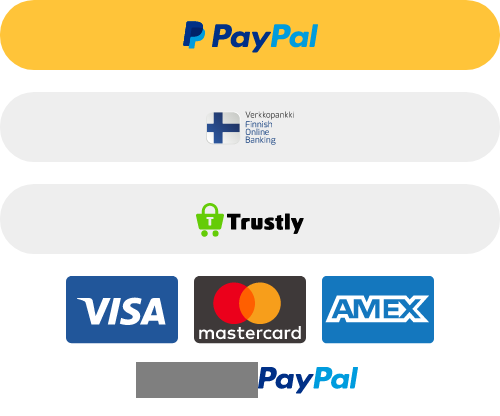 PayPal
Verkkopankki
Finnish
Online
Banking
T
Trustly
VISA
mastercard
AMEX
PayPal